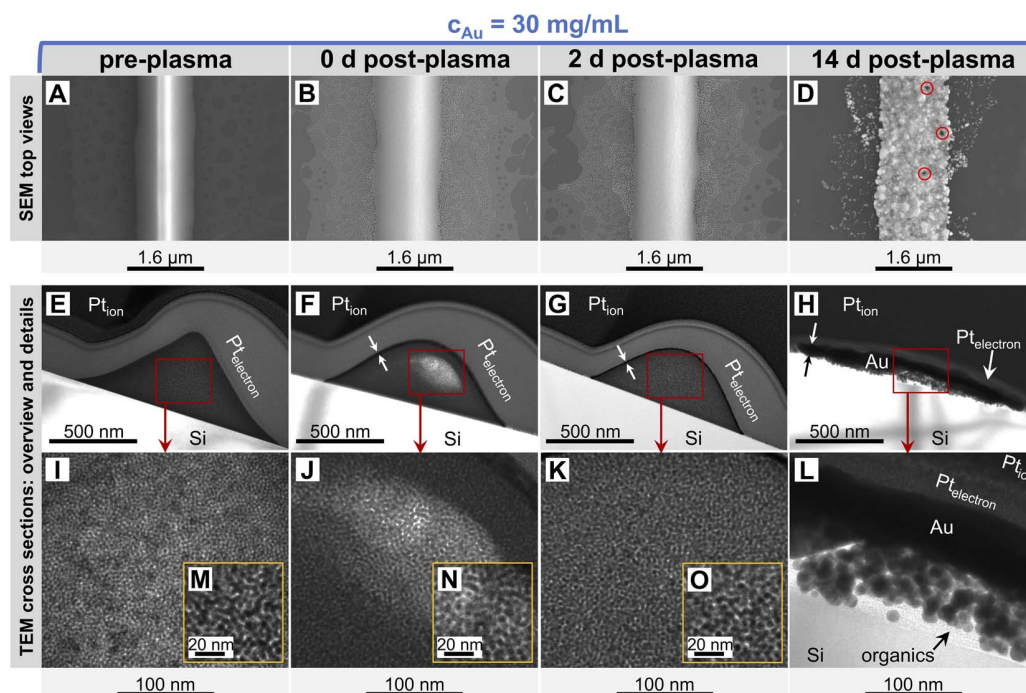 c_Au = 30 mg/mL
pre-plasma
0 d post-plasma
2 d post-plasma
14 d post-plasma
SEM top views
A
B
C
D
1.6 µm
1.6 µm
1.6 µm
1.6 µm
TEM cross sections: overview and details
E
Pt_ion
Pt_electron
500 nm
Si
F
Pt_ion
Pt_electron
500 nm
Si
G
Pt_ion
Pt_electron
500 nm
Si
H
Pt_ion
Pt_electron
Au
500 nm
Si
I
M
20 nm
J
N
20 nm
K
O
20 nm
L
Pt_electron
Au
Si
organics
100 nm
100 nm
100 nm
100 nm